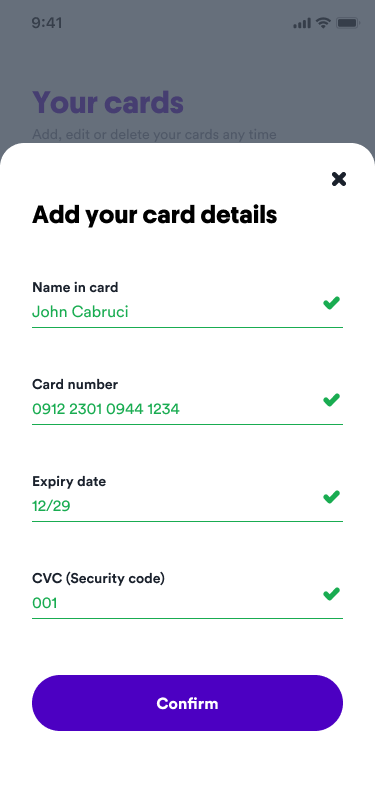 9:41
Your cards
Add, edit or delete your cards any time
Add your card details
Name in card
John Cabruci
Card number
0912 2301 0944 1234
Expiry date
12/29
CVC (Security code)
001
Confirm